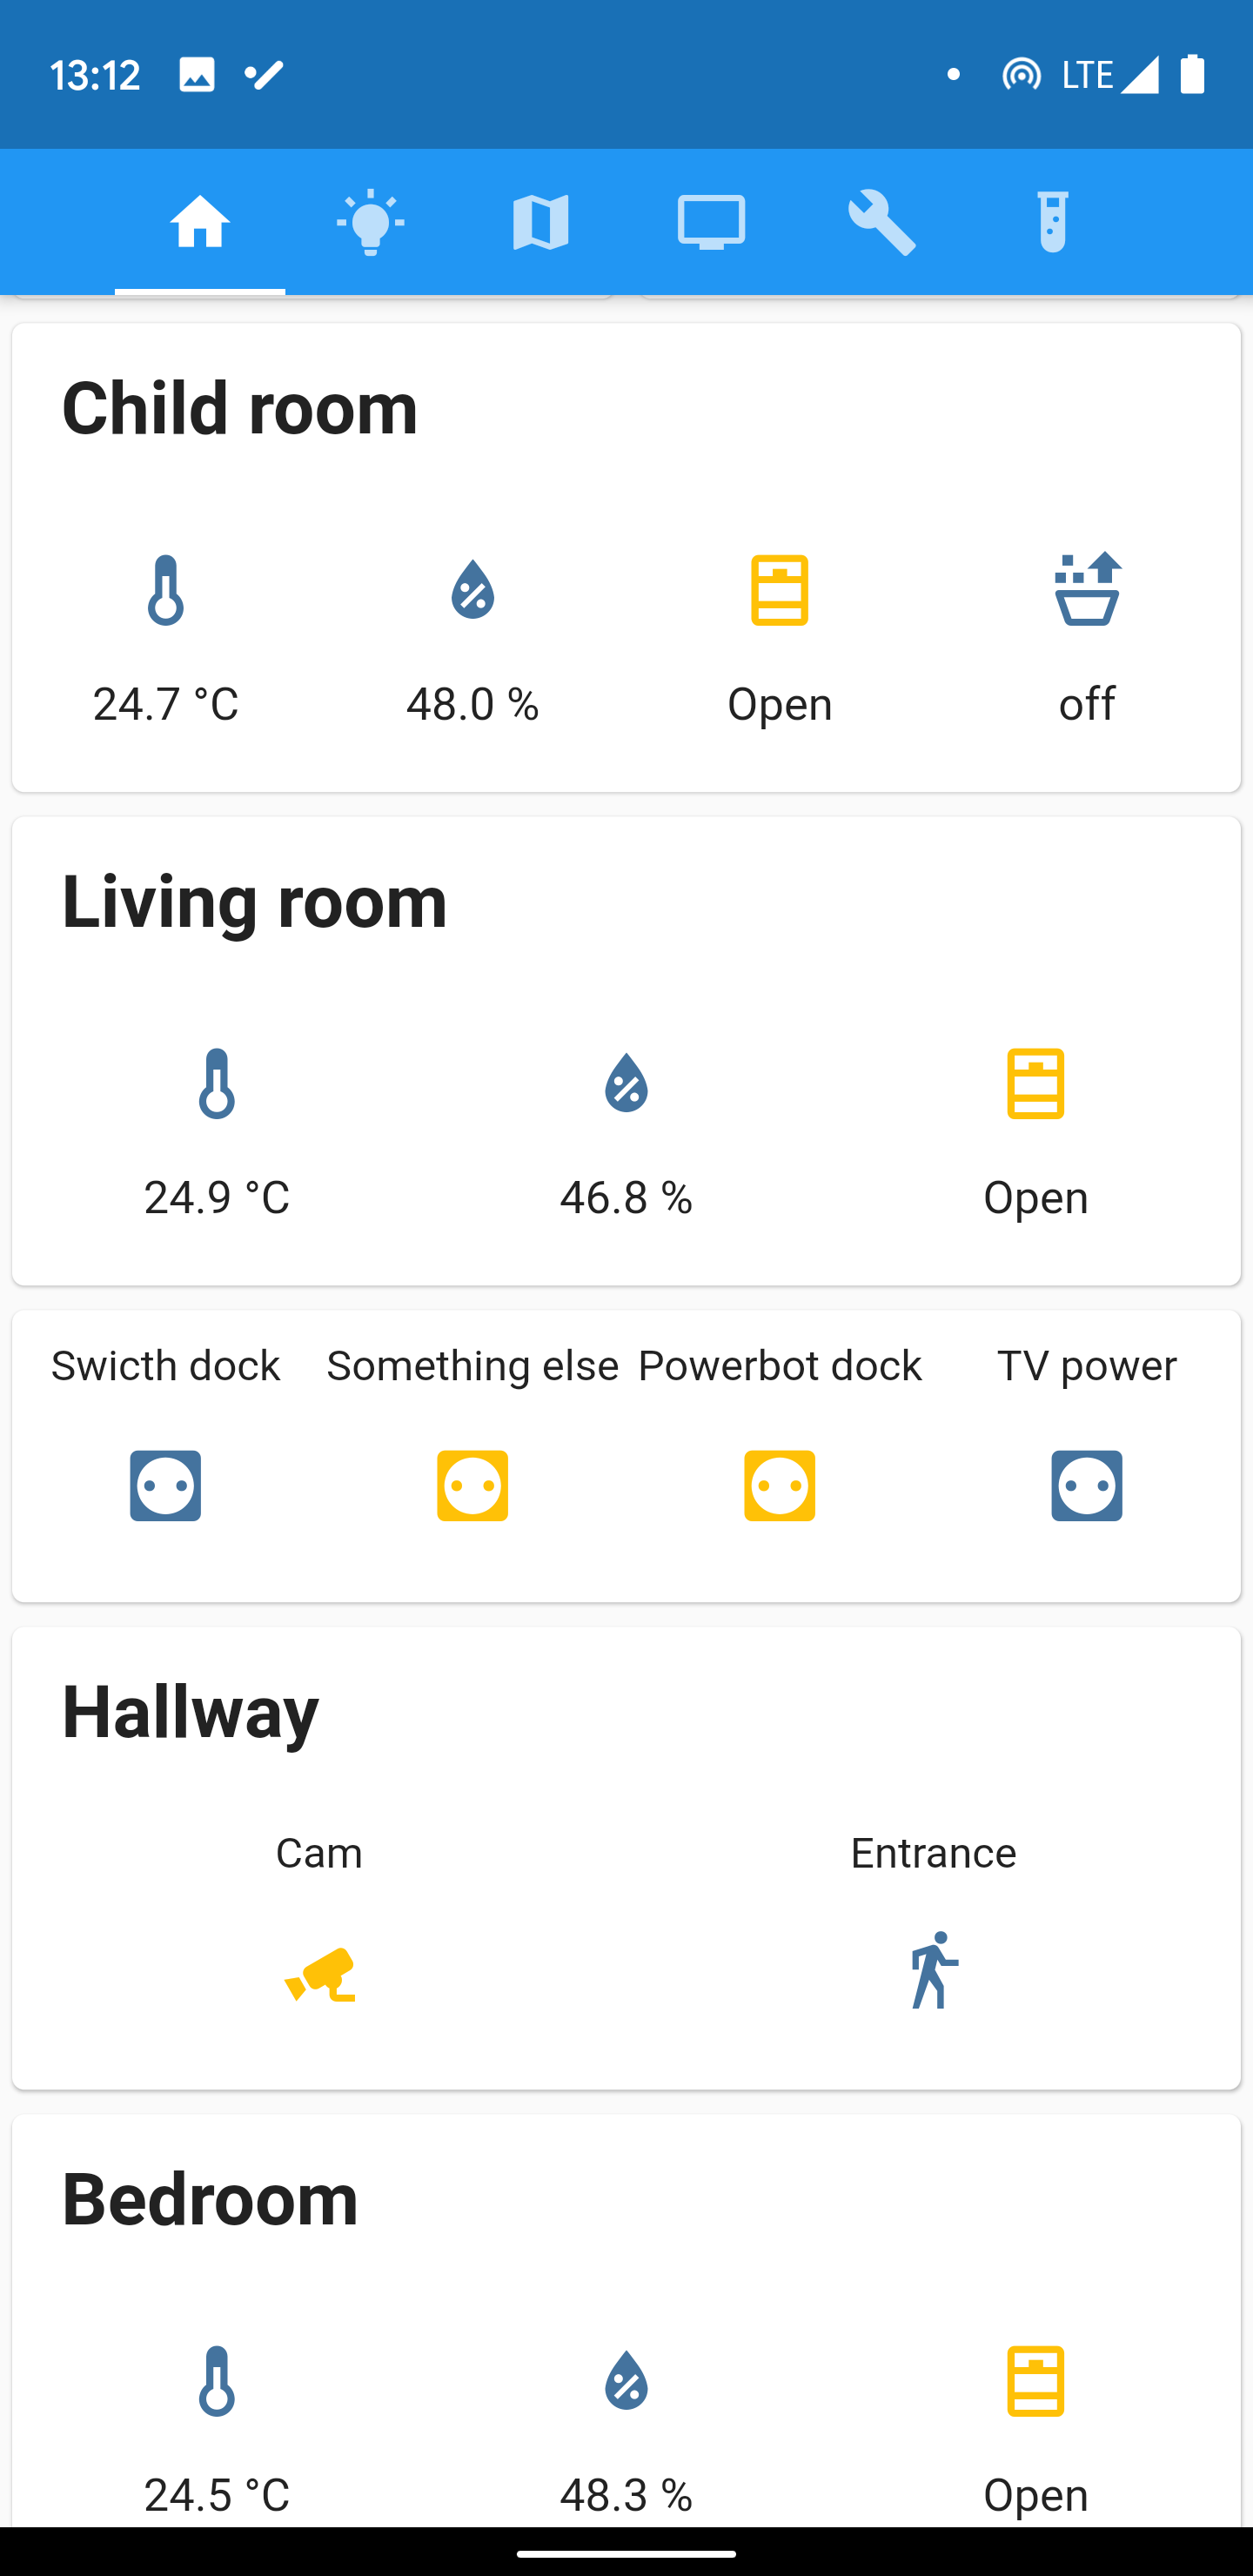 13:12 LTE
Child room
24.7 °C 48.0 % Open off
Living room
24.9 °C 46.8 % Open
Swicth dock Something else Powerbot dock TV power
Hallway
Cam Entrance
Bedroom
24.5 °C 48.3 % Open